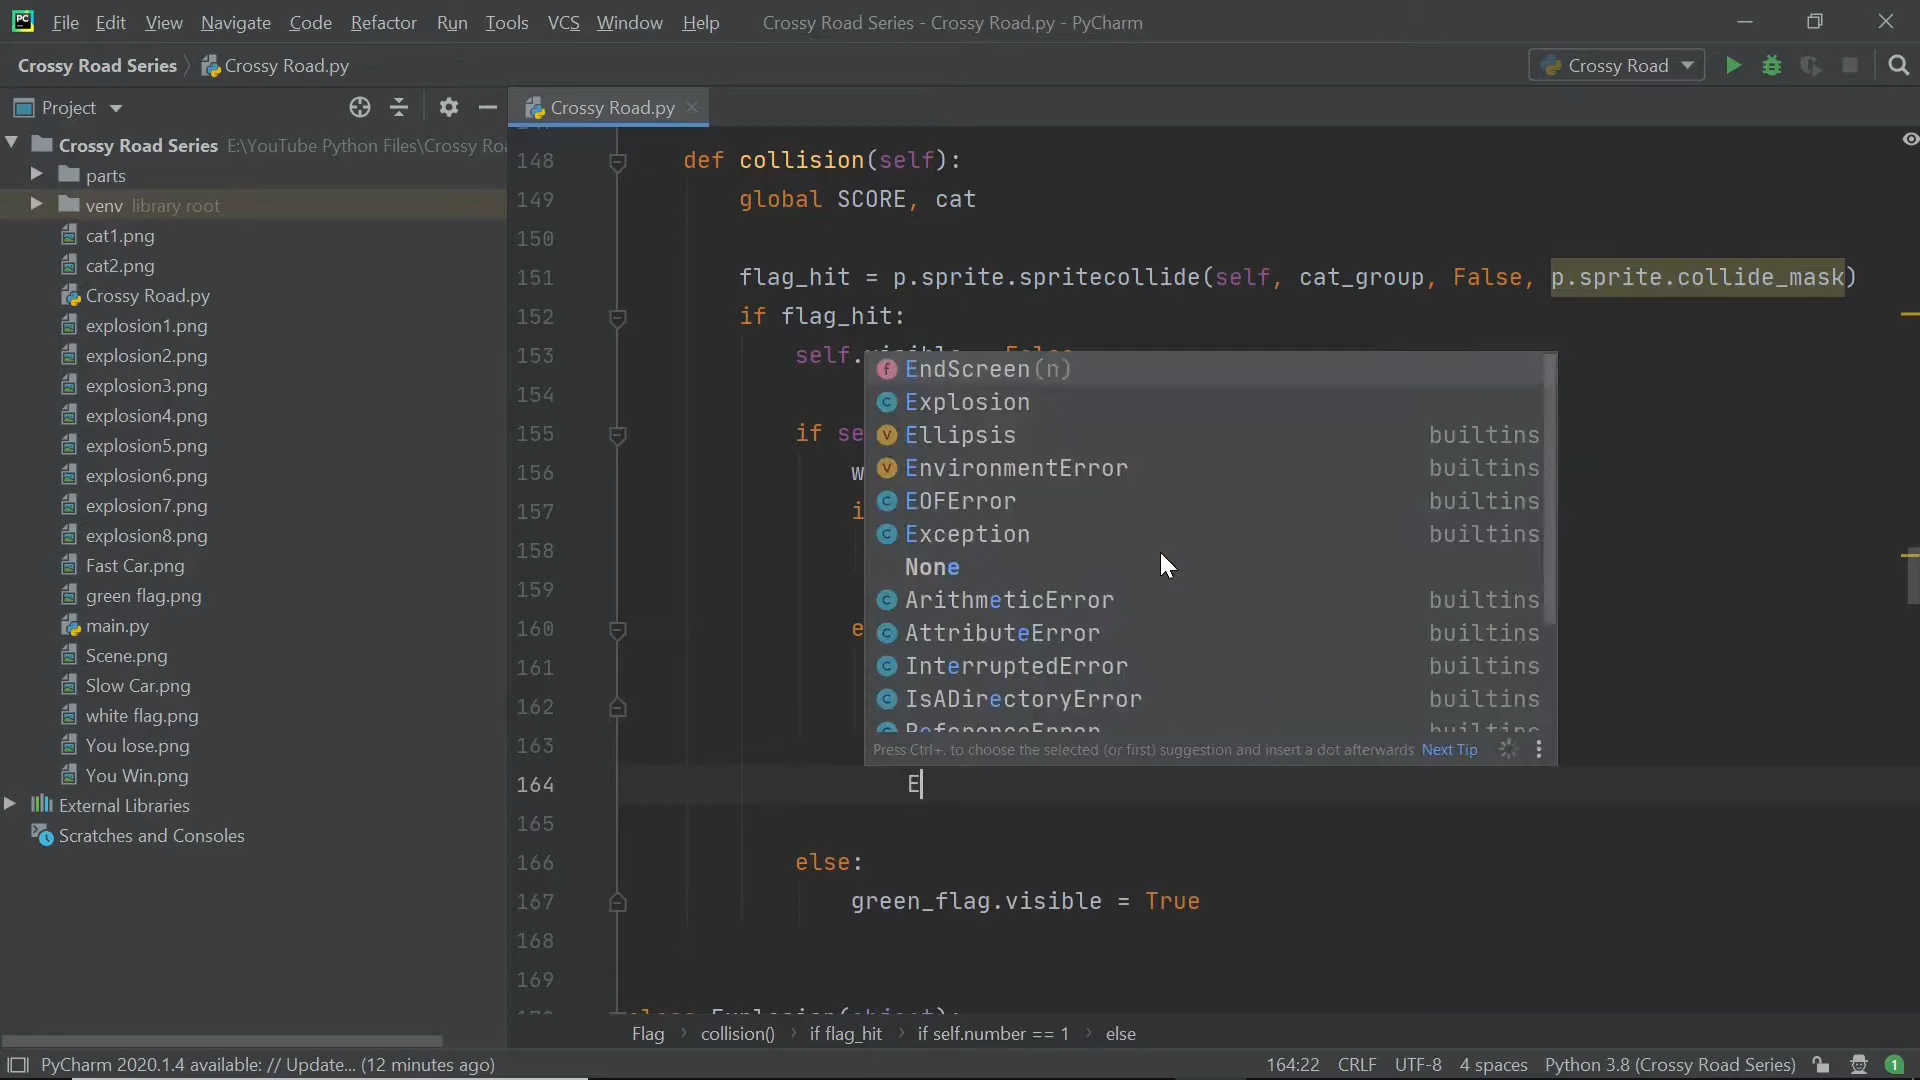 File Edit View Navigate Code Refactor Run Tools VCS Window Help Crossy Road Series - Crossy Road.py - PyCharm
Crossy Road Series Crossy Road.py Crossy Road
Project Crossy Road.py
Crossy Road Series E:\YouTube Python Files\Crossy Ro
parts
venv library root
cat1.png
cat2.png
Crossy Road.py
explosion1.png
explosion2.png
explosion3.png
explosion4.png
explosion5.png
explosion6.png
explosion7.png
explosion8.png
Fast Car.png
green flag.png
main.py
Scene.png
Slow Car.png
white flag.png
You lose.png
You Win.png
External Libraries
Scratches and Consoles
148 def collision(self):
149 global SCORE, cat
150
151 flag_hit = p.sprite.spritecollide(self, cat_group, False, p.sprite.collide_mask)
152 if flag_hit:
153 self.visible = False
154
155 if se
156 w
157 i
158
159
160 e
161
162
163
164 E
165
166 else:
167 green_flag.visible = True
168
169
EndScreen(n)
Explosion
Ellipsis builtins
EnvironmentError builtins
EOFError builtins
Exception builtins
None
ArithmeticError builtins
AttributeError builtins
InterruptedError builtins
IsADirectoryError builtins
ReferenceError builtins
Press Ctrl+. to choose the selected (or first) suggestion and insert a dot afterwards Next Tip
Flag collision() if flag_hit if self.number == 1 else
PyCharm 2020.1.4 available: // Update... (12 minutes ago) 164:22 CRLF UTF-8 4 spaces Python 3.8 (Crossy Road Series) 1